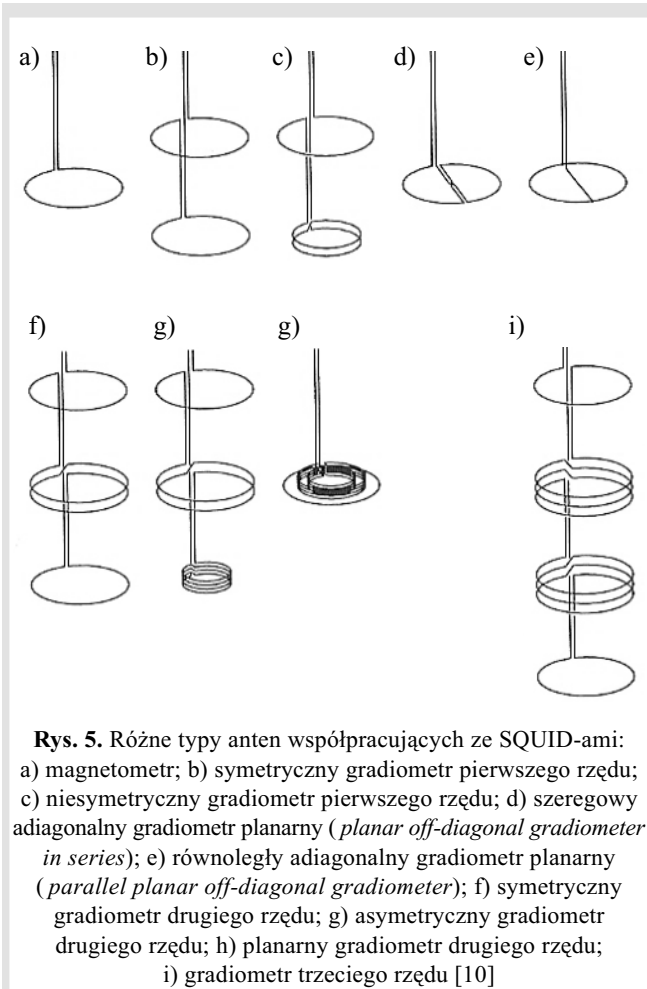 a) b) c) d) e)
f) g) g) i)
Rys. 5. Różne typy anten współpracujących ze SQUID-ami:
a) magnetometr; b) symetryczny gradiometr pierwszego rzędu;
c) niesymetryczny gradiometr pierwszego rzędu; d) szeregowy
adiagonalny gradiometr planarny (planar off-diagonal gradiometer
in series); e) równoległy adiagonalny gradiometr planarny
(parallel planar off-diagonal gradiometer); f) symetryczny
gradiometr drugiego rzędu; g) asymetryczny gradiometr
drugiego rzędu; h) planarny gradiometr drugiego rzędu;
i) gradiometr trzeciego rzędu [10]